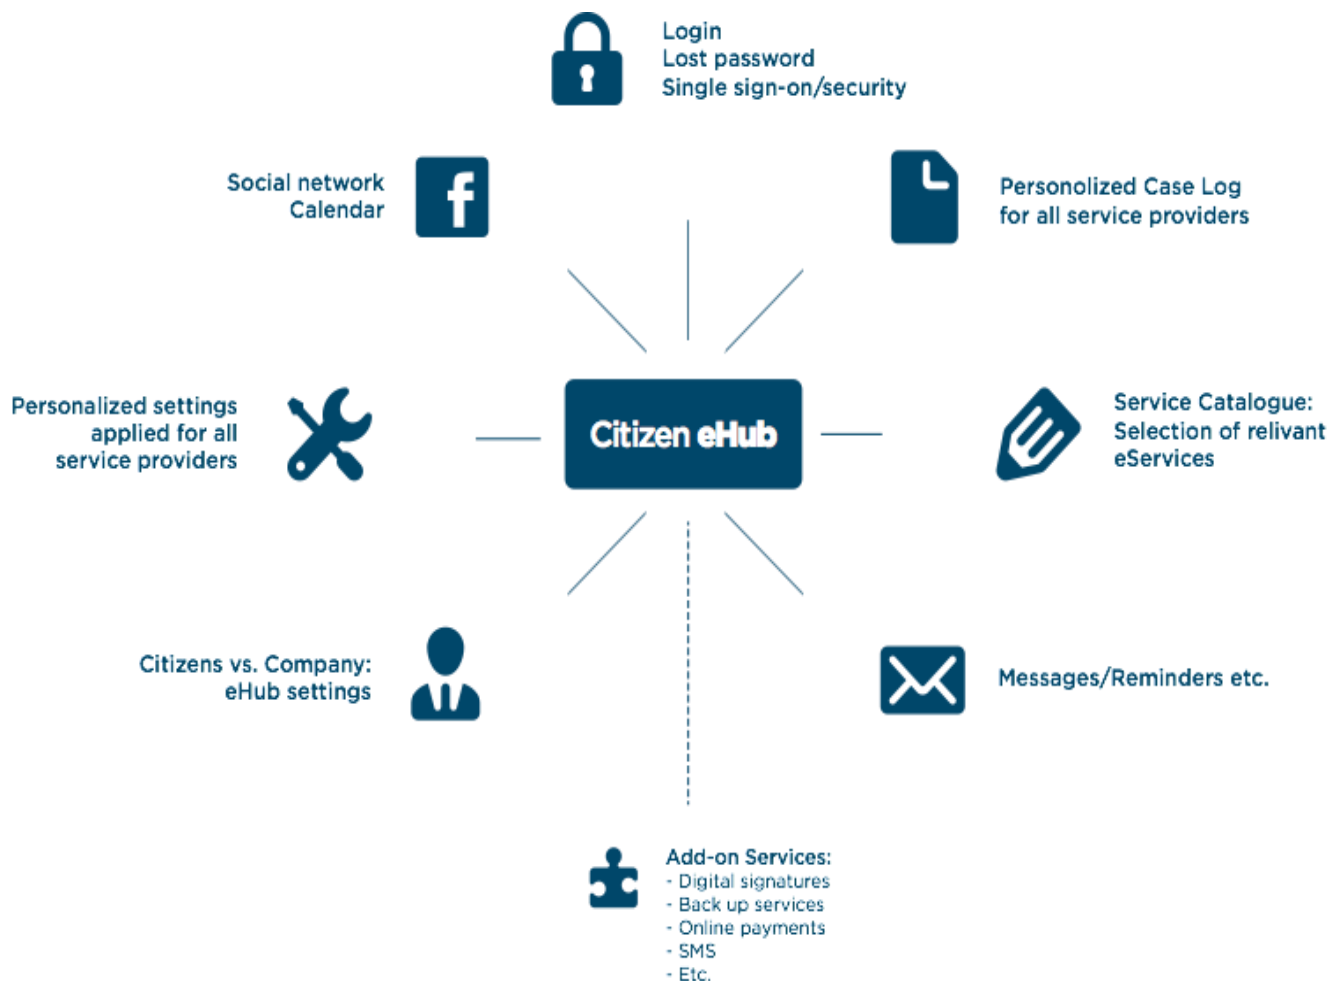 Login
Lost password
Single sign-on/security
Social network
Calendar
Personolized Case Log
for all service providers
Personalized settings
applied for all
service providers
Citizen eHub
Service Catalogue:
Selection of relivant
eServices
Citizens vs. Company:
eHub settings
Messages/Reminders etc.
Add-on Services:
- Digital signatures
- Back up services
- Online payments
- SMS
- Etc.